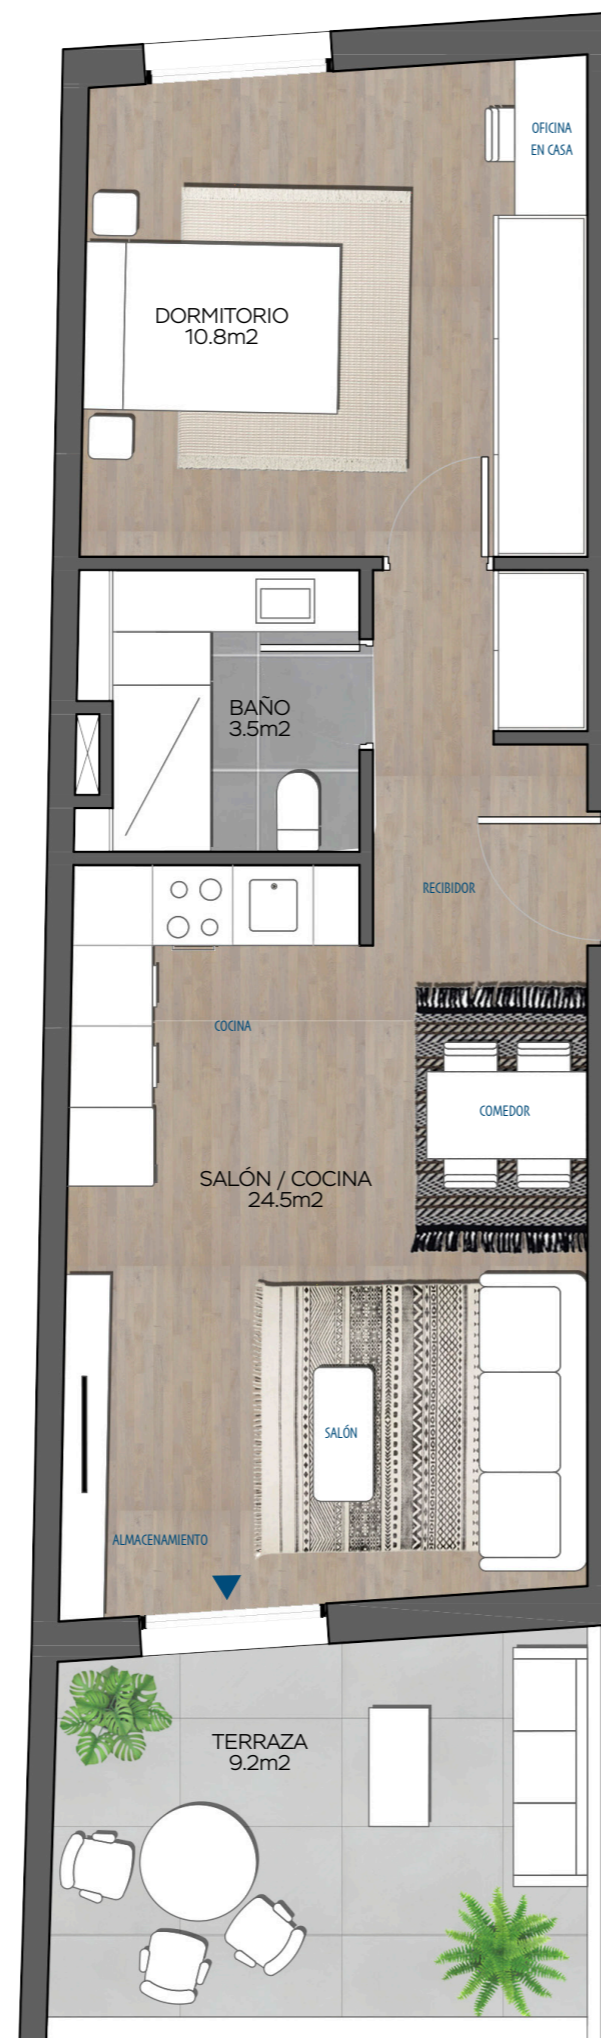 OFICINA
EN CASA
DORMITORIO
10.8m2
BAÑO
3.5m2
RECIBIDOR
COCINA
COMEDOR
SALÓN / COCINA
24.5m2
SALÓN
ALMACENAMIENTO
TERRAZA
9.2m2